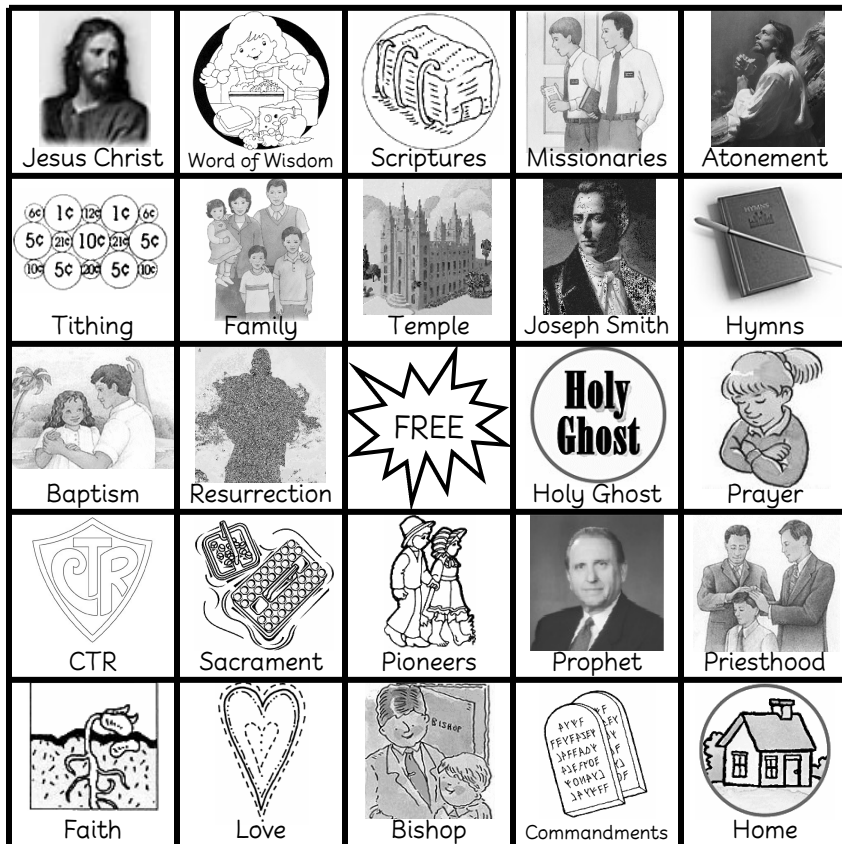 Jesus Christ
Word of Wisdom
Scriptures
Missionaries
Atonement
6¢ 1¢ 12¢ 1¢ 6¢
5¢ 21¢ 10¢ 21¢ 5¢
10¢ 5¢ 20¢ 5¢ 10¢
Tithing
Family
Temple
Joseph Smith
HYMNS
Hymns
Baptism
Resurrection
FREE
Holy
Ghost
Holy Ghost
Prayer
CTR
CTR
Sacrament
Pioneers
Prophet
Priesthood
Faith
Love
BISHOP
Bishop
Commandments
Home